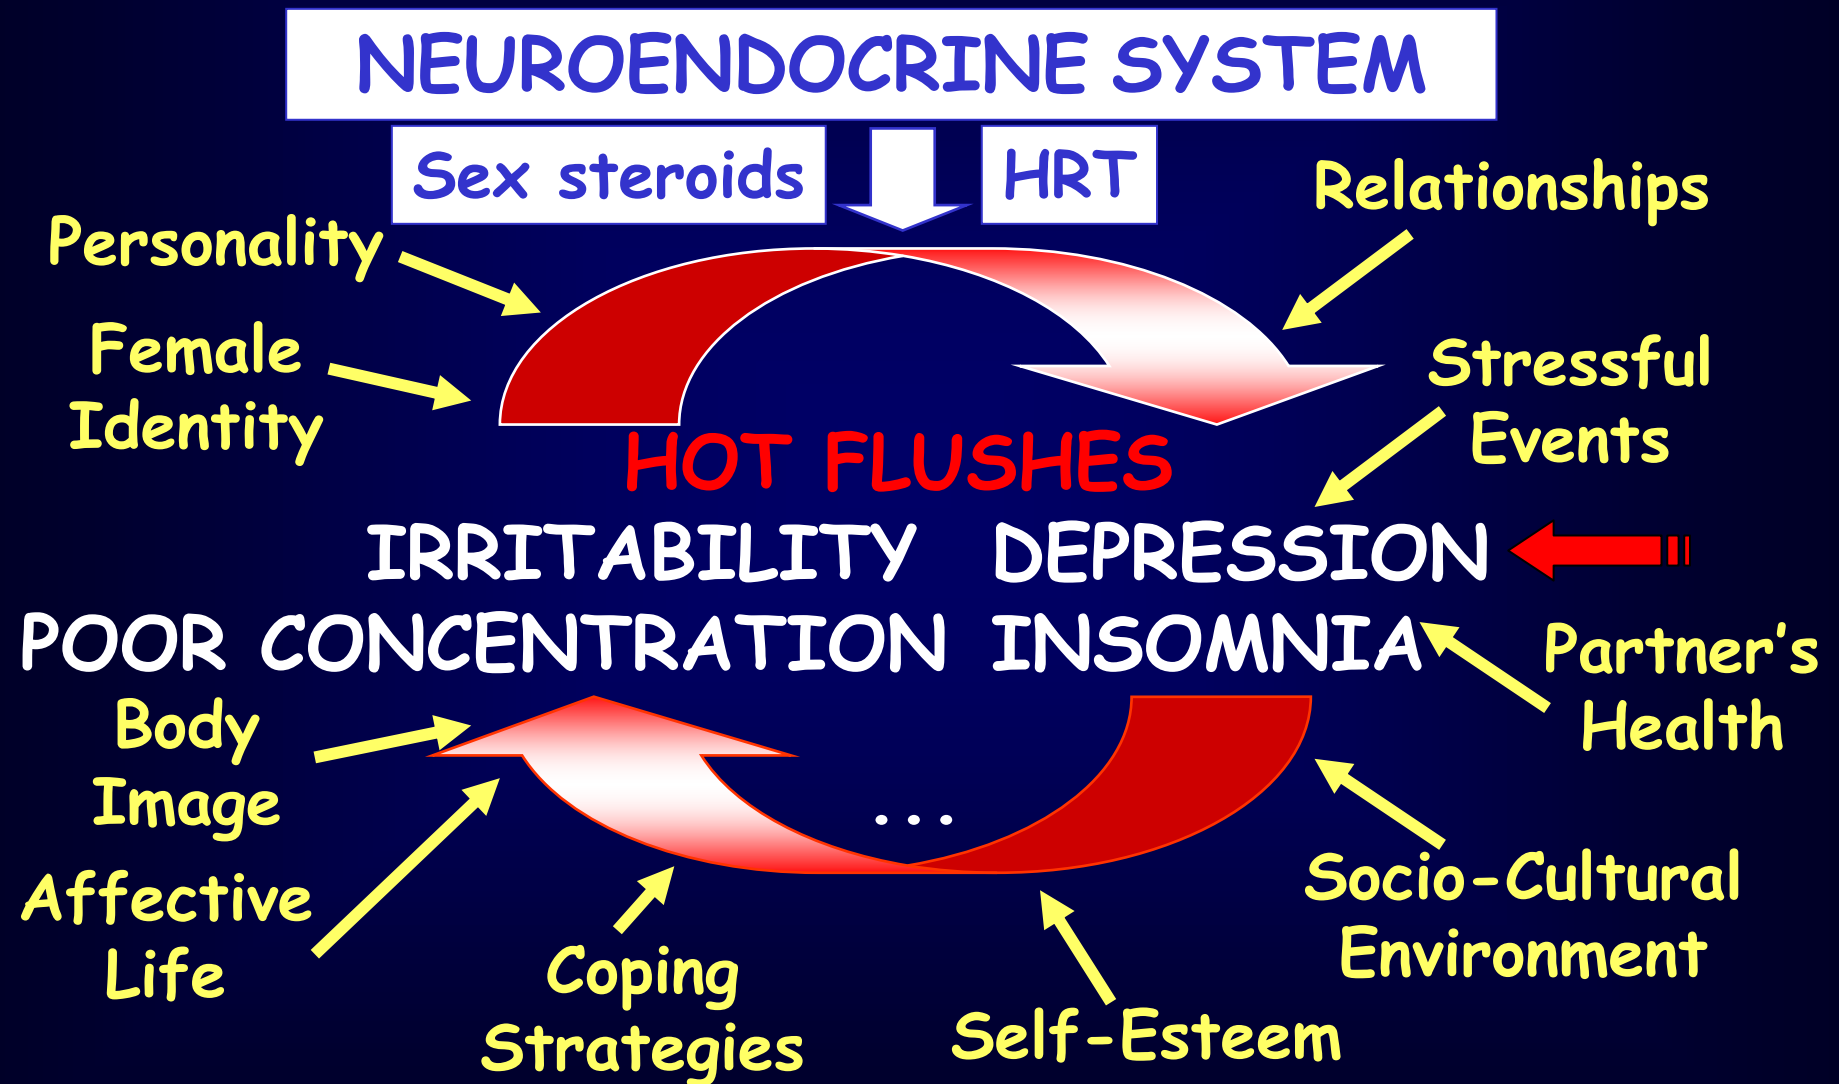 NEUROENDOCRINE SYSTEM
Sex steroids
HRT
Relationships
Personality
Female
Identity
Stressful
Events
HOT FLUSHES
IRRITABILITY DEPRESSION
POOR CONCENTRATION INSOMNIA
Partner's
Health
Body
Image
...
Affective
Life
Socio-Cultural
Environment
Coping
Strategies
Self-Esteem